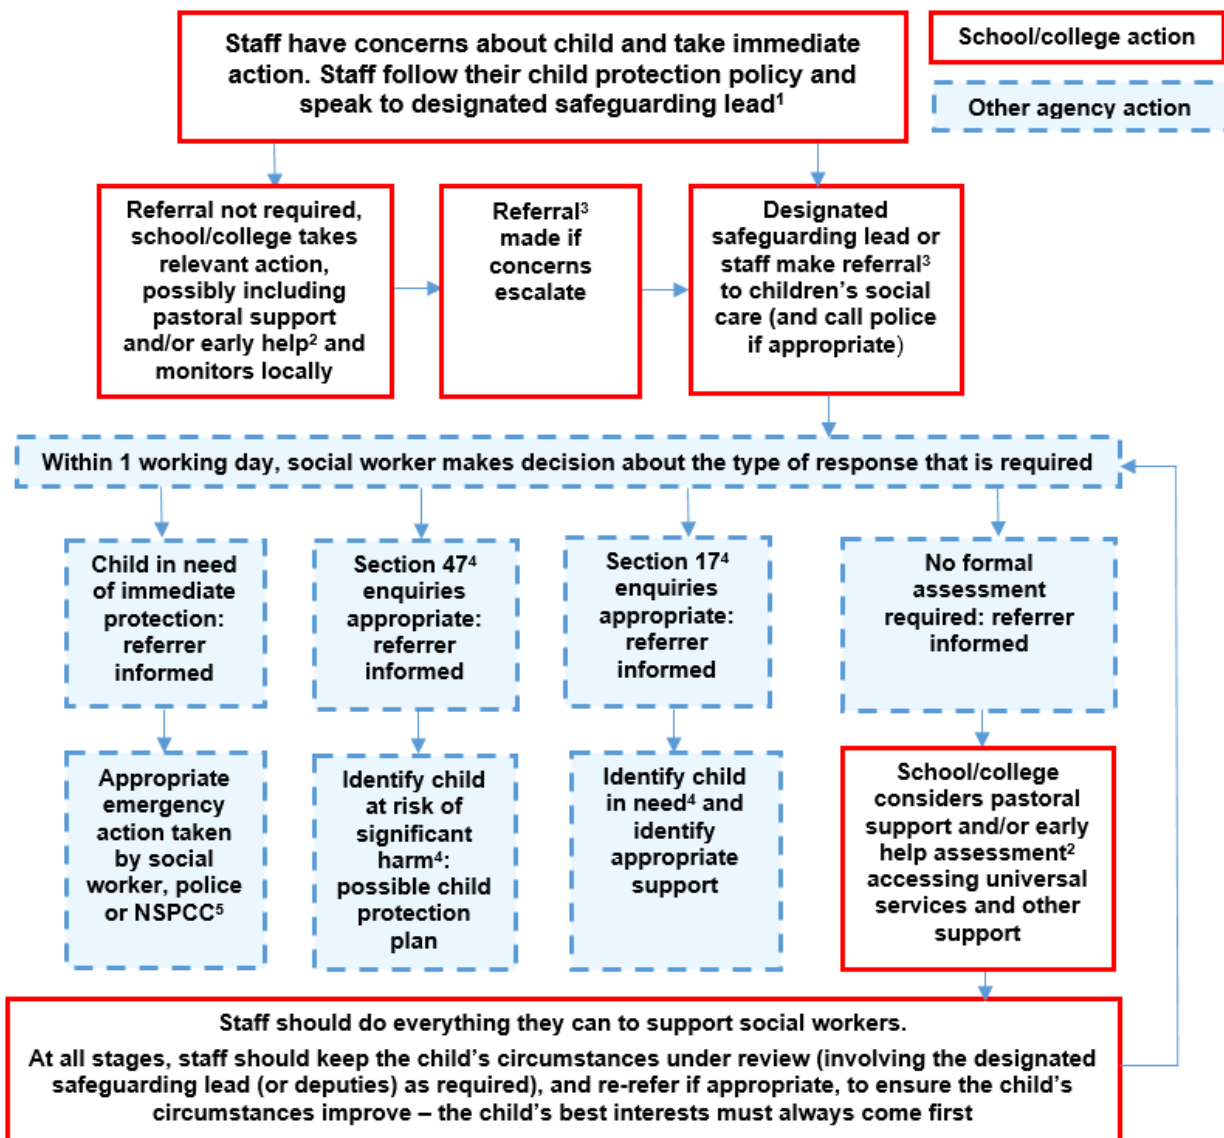 Staff have concerns about child and take immediate
action. Staff follow their child protection policy and
speak to designated safeguarding lead¹
School/college action
Other agency action
Referral not required,
school/college takes
relevant action,
possibly including
pastoral support
and/or early help² and
monitors locally
Referral³
made if
concerns
escalate
Designated
safeguarding lead or
staff make referral³
to children’s social
care (and call police
if appropriate)
Within 1 working day, social worker makes decision about the type of response that is required
Child in need
of immediate
protection:
referrer
informed
Section 47⁴
enquiries
appropriate:
referrer
informed
Section 17⁴
enquiries
appropriate:
referrer
informed
No formal
assessment
required: referrer
informed
Appropriate
emergency
action taken
by social
worker, police
or NSPCC⁵
Identify child
at risk of
significant
harm⁴:
possible child
protection
plan
Identify child
in need⁴ and
identify
appropriate
support
School/college
considers pastoral
support and/or early
help assessment²
accessing universal
services and other
support
Staff should do everything they can to support social workers.
At all stages, staff should keep the child’s circumstances under review (involving the designated
safeguarding lead (or deputies) as required), and re-refer if appropriate, to ensure the child’s
circumstances improve – the child’s best interests must always come first